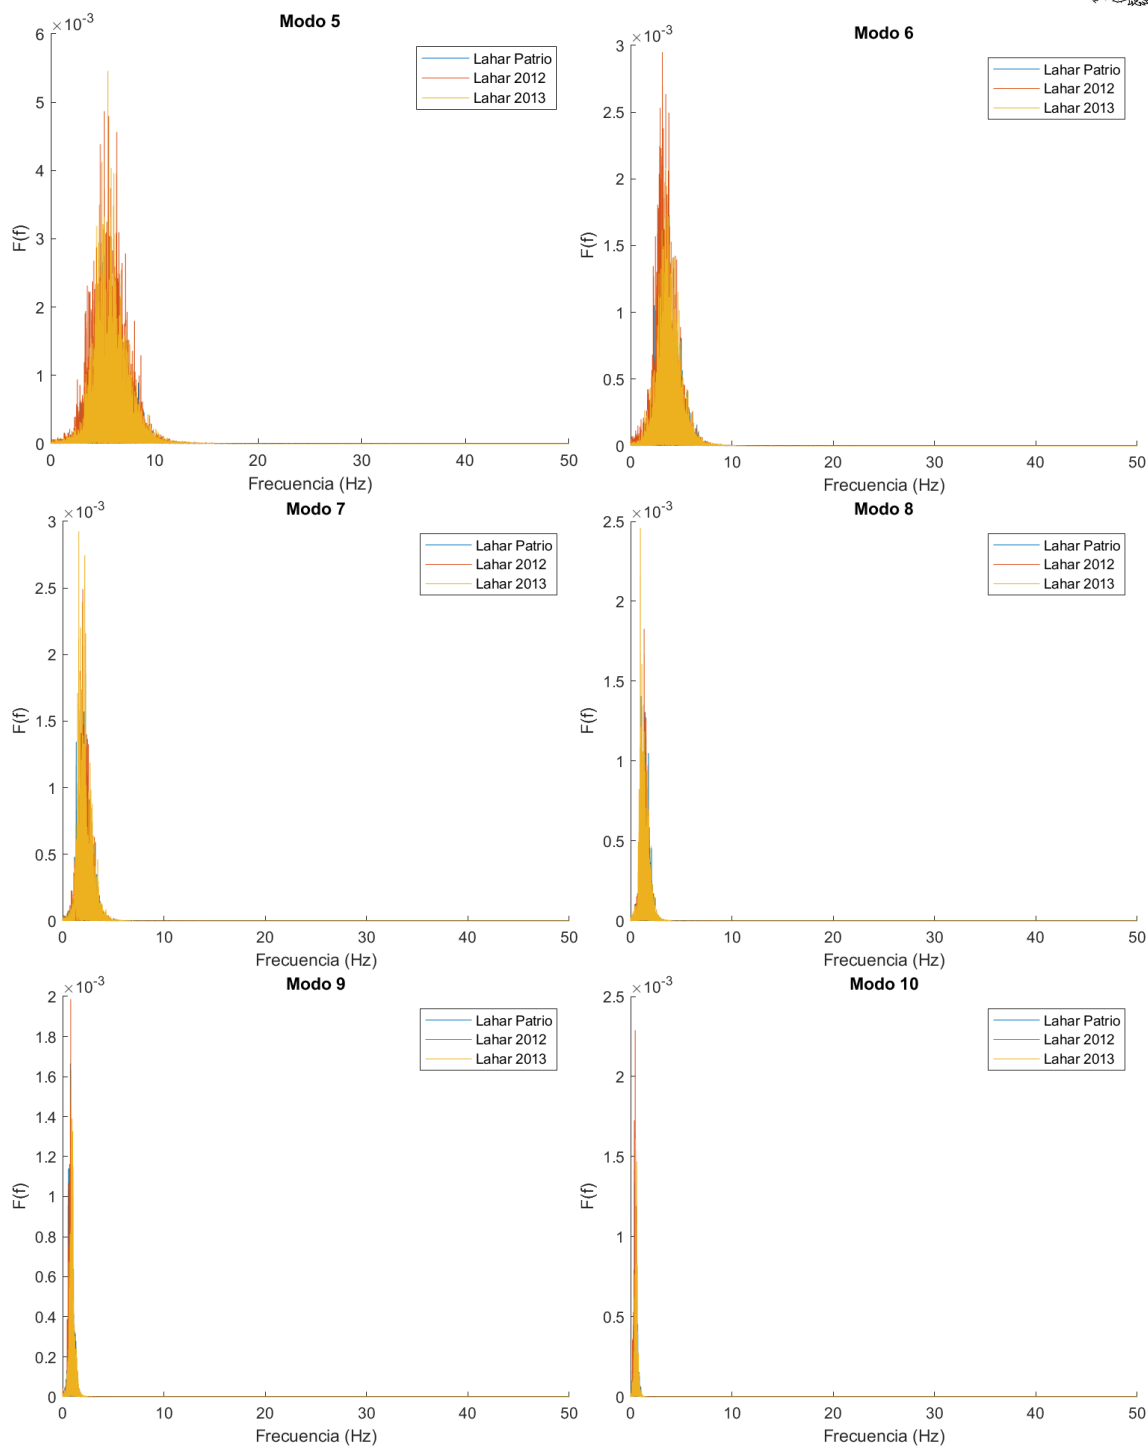 Modo 5
×10-3
6
5
4
3
2
1
0
F(f)
0 10 20 30 40 50
Frecuencia (Hz)
Lahar Patrio
Lahar 2012
Lahar 2013
Modo 6
×10-3
3
2.5
2
1.5
1
0.5
0
F(f)
0 10 20 30 40 50
Frecuencia (Hz)
Lahar Patrio
Lahar 2012
Lahar 2013
Modo 7
×10-3
3
2.5
2
1.5
1
0.5
0
F(f)
0 10 20 30 40 50
Frecuencia (Hz)
Lahar Patrio
Lahar 2012
Lahar 2013
Modo 8
×10-3
2.5
2
1.5
1
0.5
0
F(f)
0 10 20 30 40 50
Frecuencia (Hz)
Lahar Patrio
Lahar 2012
Lahar 2013
Modo 9
×10-3
2
1.8
1.6
1.4
1.2
1
0.8
0.6
0.4
0.2
0
F(f)
0 10 20 30 40 50
Frecuencia (Hz)
Lahar Patrio
Lahar 2012
Lahar 2013
Modo 10
×10-3
2.5
2
1.5
1
0.5
0
F(f)
0 10 20 30 40 50
Frecuencia (Hz)
Lahar Patrio
Lahar 2012
Lahar 2013